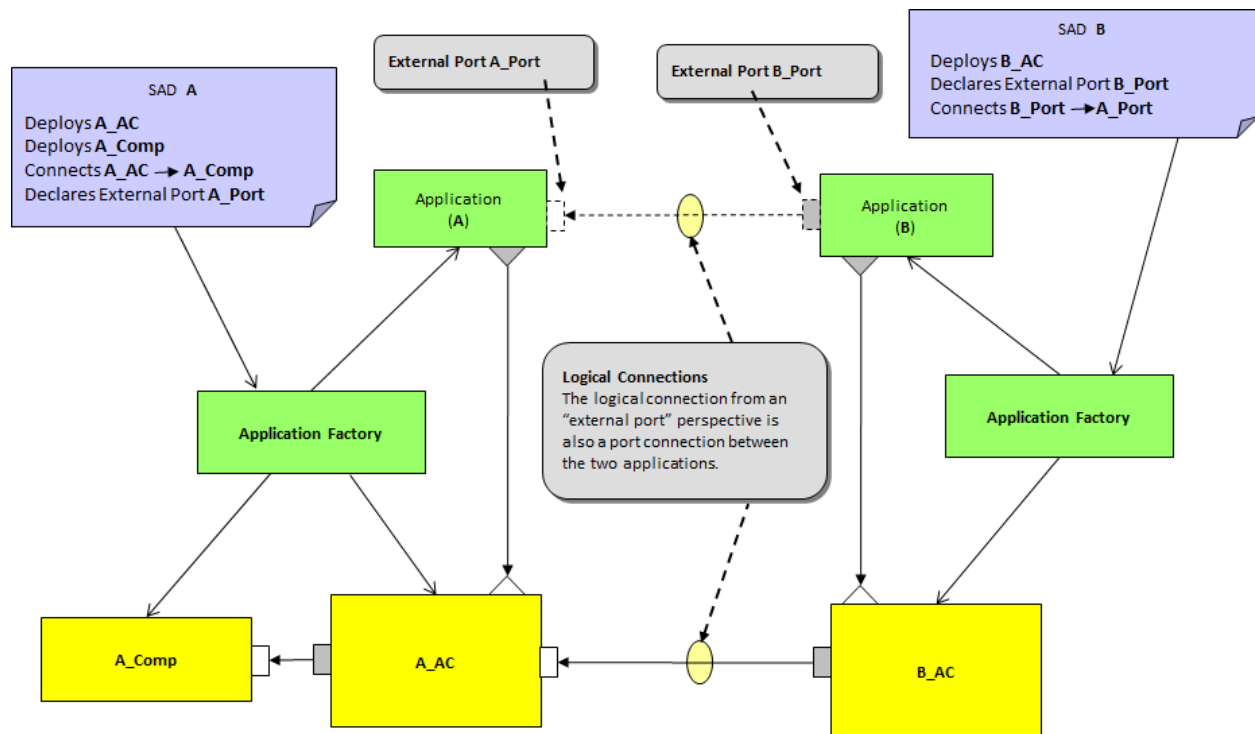 SAD A
Deploys A_AC
Deploys A_Comp
Connects A_AC → A_Comp
Declares External Port A_Port
External Port A_Port
External Port B_Port
SAD B
Deploys B_AC
Declares External Port B_Port
Connects B_Port → A_Port
Application
(A)
Application
(B)
Logical Connections
The logical connection from an
“external port” perspective is
also a port connection between
the two applications.
Application Factory
Application Factory
A_Comp
A_AC
B_AC